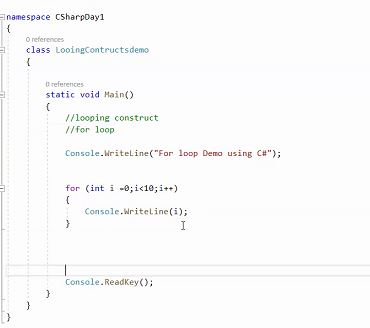 namespace CSharpDay1
{
0 references
class LooingContructsdemo
{
0 references
static void Main()
{
//looping construct
//for loop
Console.WriteLine("For loop Demo using C#");
for (int i =0;i<10;i++)
{
Console.WriteLine(i);
}
Console.ReadKey();
}
}
}